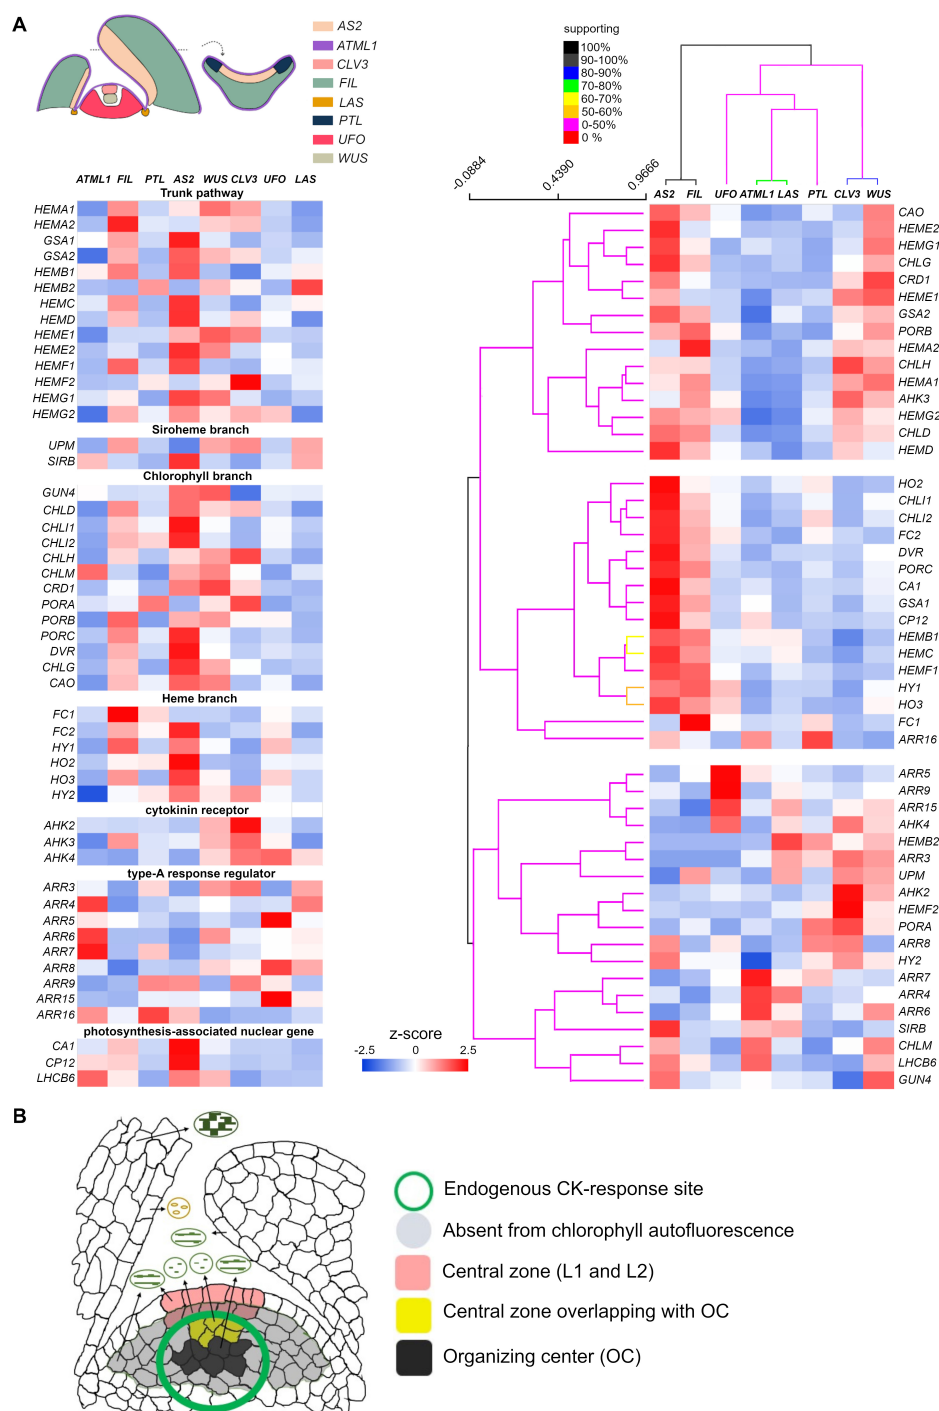 A
AS2
ATML1
CLV3
FIL
LAS
PTL
UFO
WUS
supporting
100%
90-100%
80-90%
70-80%
60-70%
50-60%
0-50%
0 %
ATML1 FIL PTL AS2 WUS CLV3 UFO LAS
Trunk pathway
HEMA1
HEMA2
GSA1
GSA2
HEMB1
HEMB2
HEMC
HEMD
HEME1
HEME2
HEMF1
HEMF2
HEMG1
HEMG2
Siroheme branch
UPM
SIRB
Chlorophyll branch
GUN4
CHLD
CHLI1
CHLI2
CHLH
CHLM
CRD1
PORA
PORB
PORC
DVR
CHLG
CAO
Heme branch
FC1
FC2
HY1
HO2
HO3
HY2
cytokinin receptor
AHK2
AHK3
AHK4
type-A response regulator
ARR3
ARR4
ARR5
ARR6
ARR7
ARR8
ARR9
ARR15
ARR16
photosynthesis-associated nuclear gene
CA1
CP12
LHCB6
z-score
-2.5 0 2.5
-0.0884
0.4390
0.9666
AS2 FIL UFO ATML1 LAS PTL CLV3 WUS
CAO
HEME2
HEMG1
CHLG
CRD1
HEME1
GSA2
PORB
HEMA2
CHLH
HEMA1
AHK3
HEMG2
CHLD
HEMD
HO2
CHLI1
CHLI2
FC2
DVR
PORC
CA1
GSA1
CP12
HEMB1
HEMC
HEMF1
HY1
HO3
FC1
ARR16
ARR5
ARR9
ARR15
AHK4
HEMB2
ARR3
UPM
AHK2
HEMF2
PORA
ARR8
HY2
ARR7
ARR4
ARR6
SIRB
CHLM
LHCB6
GUN4
B
Endogenous CK-response site
Absent from chlorophyll autofluorescence
Central zone (L1 and L2)
Central zone overlapping with OC
Organizing center (OC)